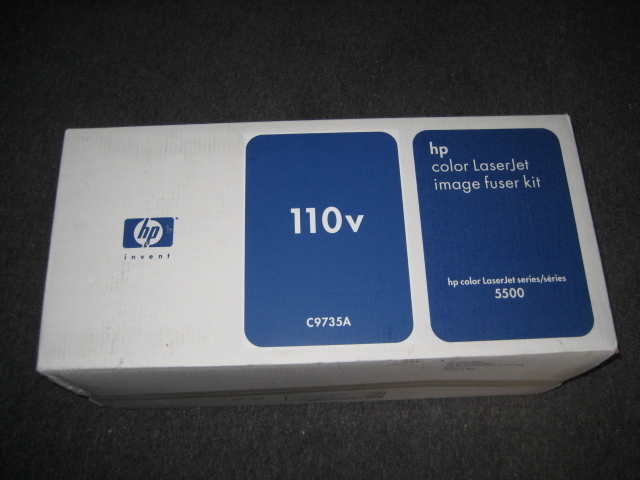 hp
invent
110v
C9735A
hp
color LaserJet
image fuser kit
hp color LaserJet series/séries
5500